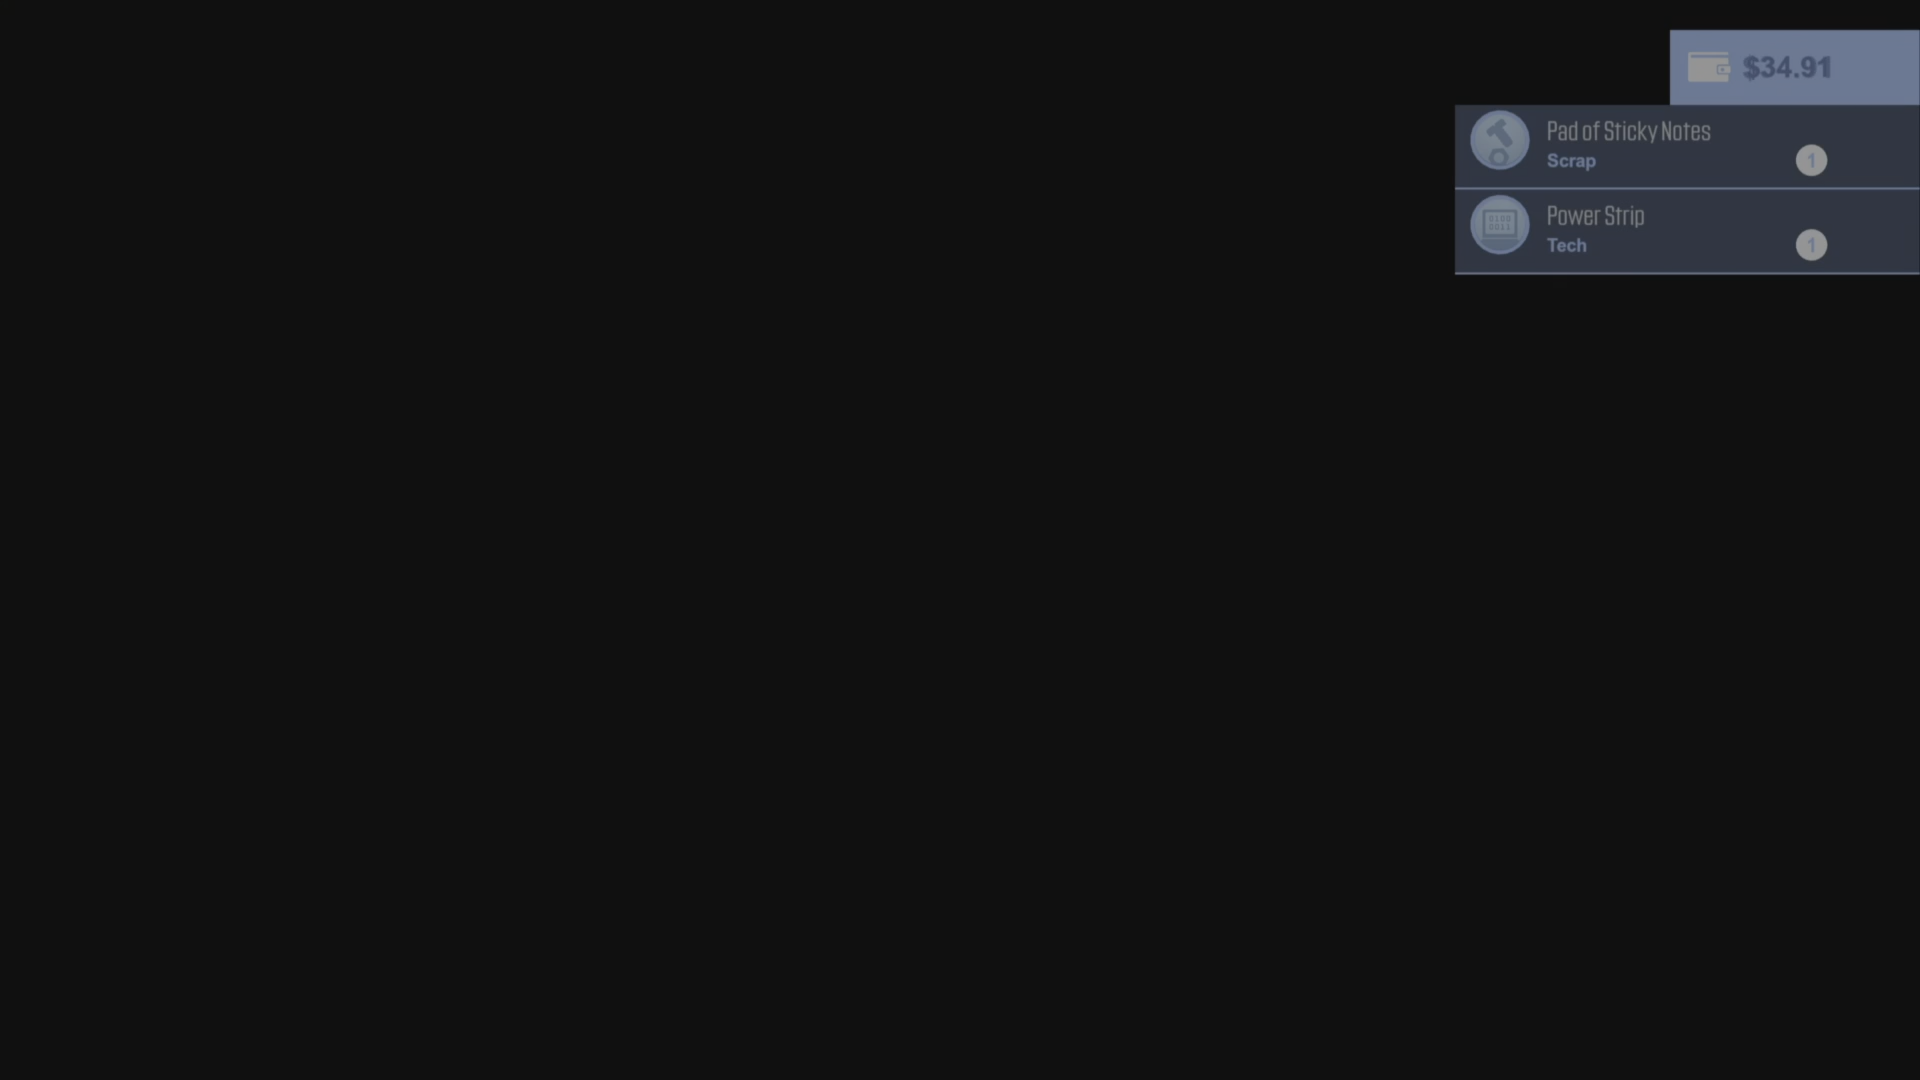 $34.91
Pad of Sticky Notes
Scrap
1
Power Strip
Tech
1